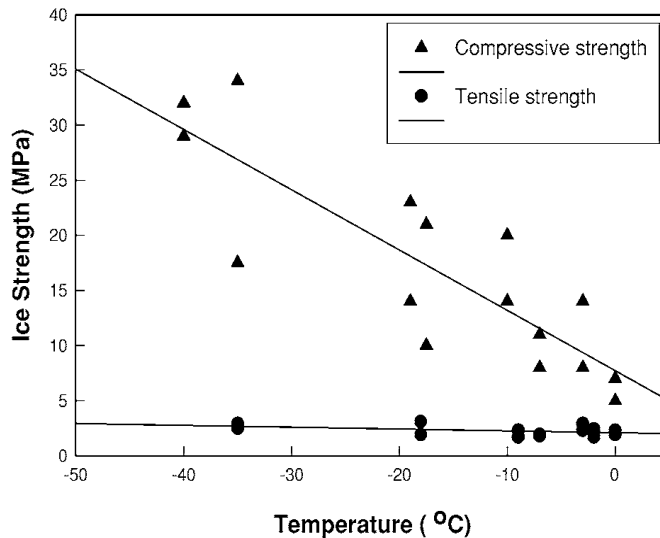 Compressive strength
Tensile strength
40
35
30
25
20
15
10
5
0
Ice Strength (MPa)
-50 -40 -30 -20 -10 0
Temperature ( °C)